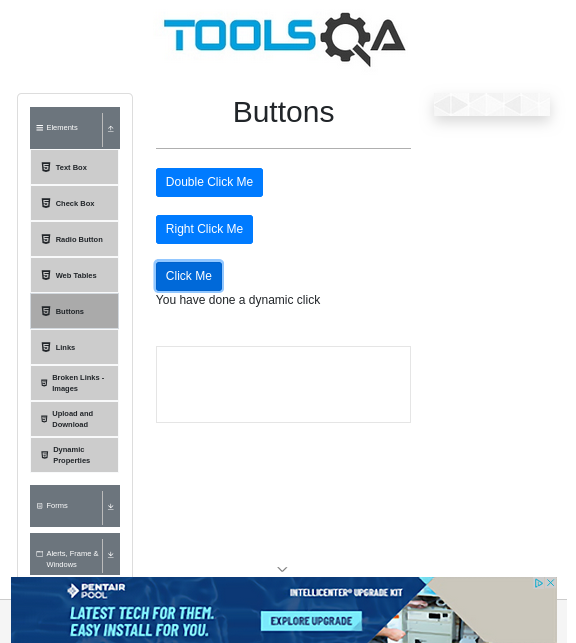 TOOLSQA
Buttons
Elements
Text Box
Check Box
Radio Button
Web Tables
Buttons
Links
Broken Links -
Images
Upload and
Download
Dynamic
Properties
Forms
Alerts, Frame &
Windows
Double Click Me
Right Click Me
Click Me
You have done a dynamic click
PENTAIR
POOL
LATEST TECH FOR THEM.
EASY INSTALL FOR YOU.
INTELLICENTER® UPGRADE KIT
EXPLORE UPGRADE